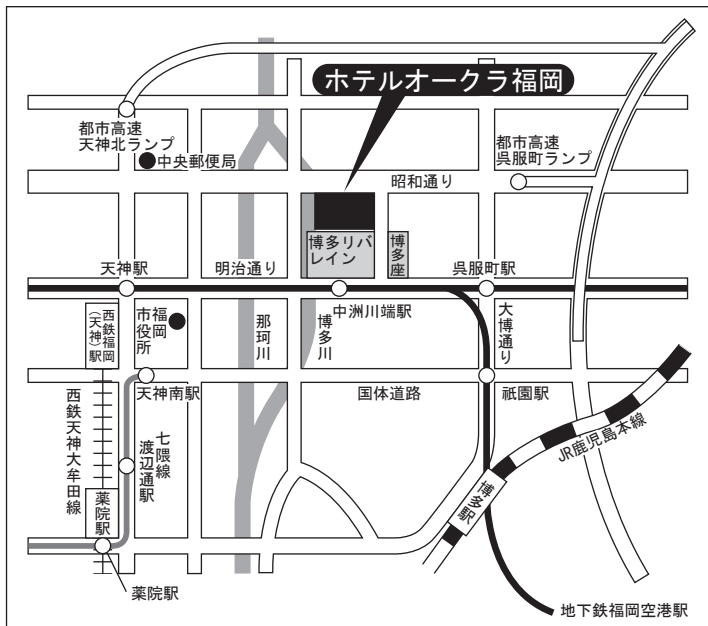 ホテルオークラ福岡
都市高速
天神北ランプ
中央郵便局
都市高速
呉服町ランプ
昭和通り
博多リバ
レイン
博多座
天神駅
明治通り
呉服町駅
中洲川端駅
西鉄福岡
(天神)駅
福岡
市役所
那珂川
博多川
大博通り
天神南駅
国体道路
祇園駅
西鉄天神大牟田線
七隈線
渡辺通駅
JR鹿児島本線
博多駅
薬院駅
薬院駅
地下鉄福岡空港駅